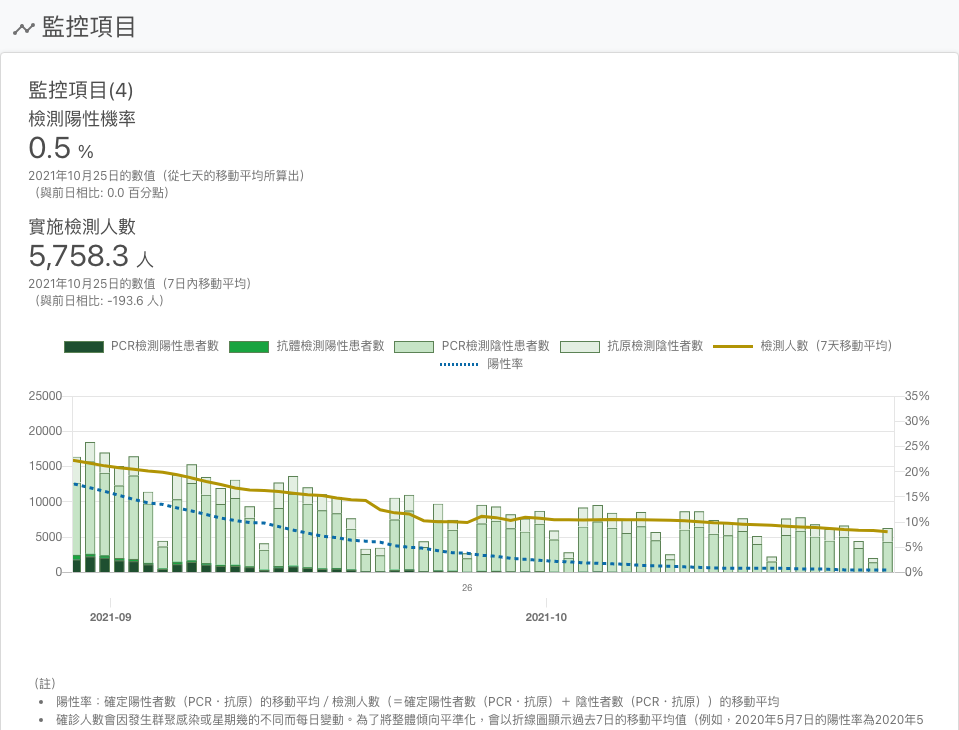 監控項目
監控項目(4)
檢測陽性機率
0.5 %
2021年10月25日的數值（從七天的移動平均所算出）
（與前日相比: 0.0 百分點）
實施檢測人數
5,758.3 人
2021年10月25日的數值（7日內移動平均）
（與前日相比: -193.6 人）
PCR檢測陽性患者數 抗體檢測陽性患者數 PCR檢測陰性患者數 抗原檢測陰性者數 檢測人數（7天移動平均）
陽性率
25000 35%
30%
20000
25%
15000 20%
15%
10000
10%
5000
5%
0 0%
26
2021-09 2021-10
（註）
• 陽性率：確定陽性者數（PCR・抗原）的移動平均 / 檢測人數（＝確定陽性者數（PCR・抗原）＋ 陰性者數（PCR・抗原））的移動平均
• 確診人數會因發生群聚感染或星期幾的不同而每日變動。為了將整體傾向平準化，會以折線圖顯示過去7日的移動平均值（例如，2020年5月7日的陽性率為2020年5